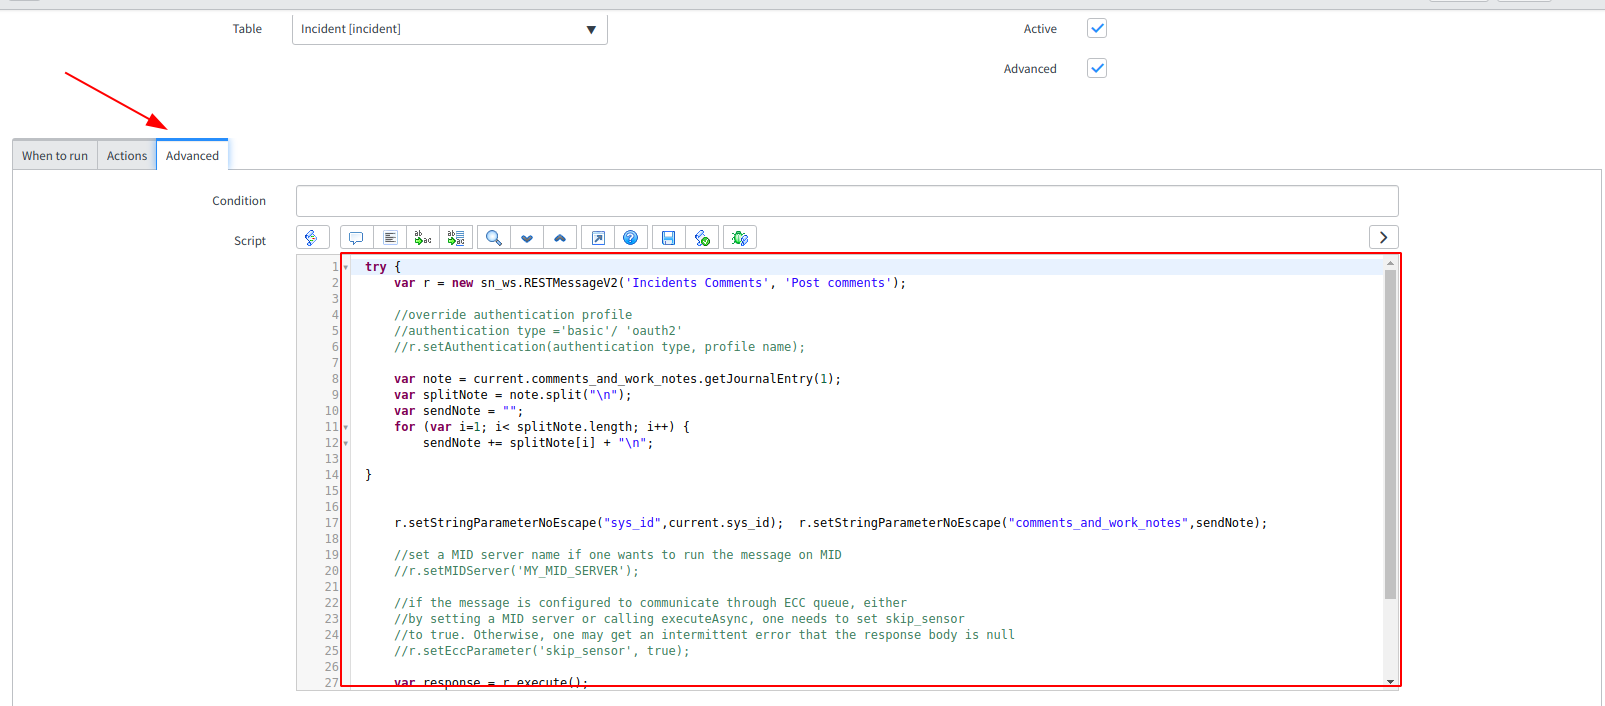 Table Incident [incident] Active
Advanced
When to run Actions Advanced
Condition
Script
1 try {
2     var r = new sn_ws.RESTMessageV2('Incidents Comments', 'Post comments');
3
4     //override authentication profile
5     //authentication type ='basic'/ 'oauth2'
6     //r.setAuthentication(authentication type, profile name);
7
8     var note = current.comments_and_work_notes.getJournalEntry(1);
9     var splitNote = note.split("\n");
10     var sendNote = "";
11     for (var i=1; i< splitNote.length; i++) {
12         sendNote += splitNote[i] + "\n";
13
14 }
15
16
17     r.setStringParameterNoEscape("sys_id",current.sys_id);  r.setStringParameterNoEscape("comments_and_work_notes",sendNote);
18
19     //set a MID server name if one wants to run the message on MID
20     //r.setMIDServer('MY_MID_SERVER');
21
22     //if the message is configured to communicate through ECC queue, either
23     //by setting a MID server or calling executeAsync, one needs to set skip_sensor
24     //to true. Otherwise, one may get an intermittent error that the response body is null
25     //r.setEccParameter('skip_sensor', true);
26
27     var response = r.execute();